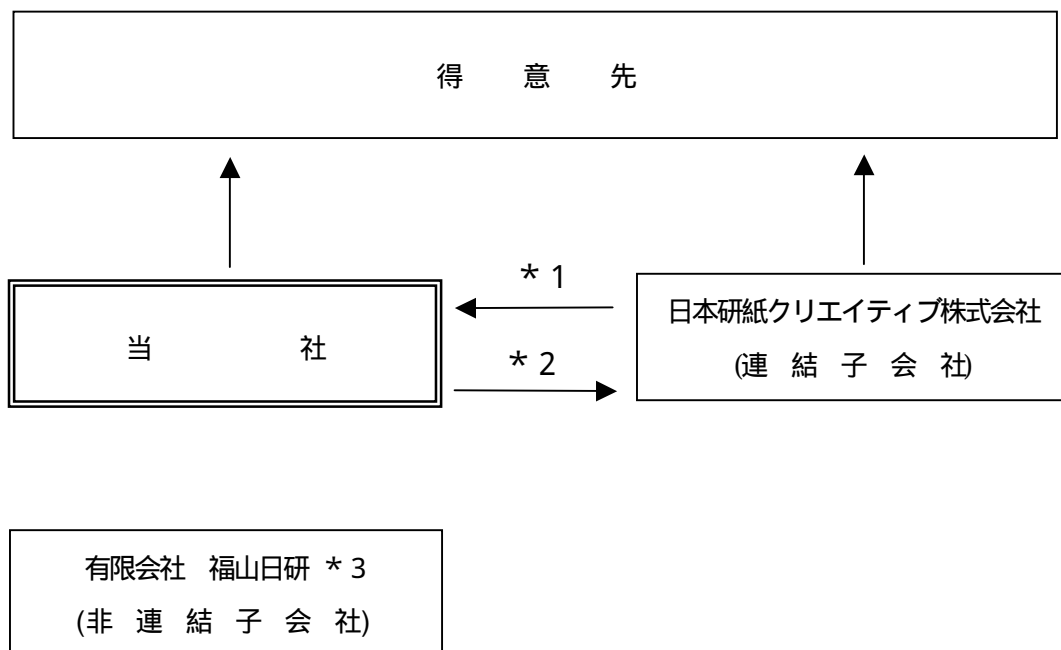 得 意 先
* 1
当 社
* 2
日本研紙クリエイティブ株式会社
(連 結 子 会 社)
有限会社 福山日研 * 3
(非 連 結 子 会 社)